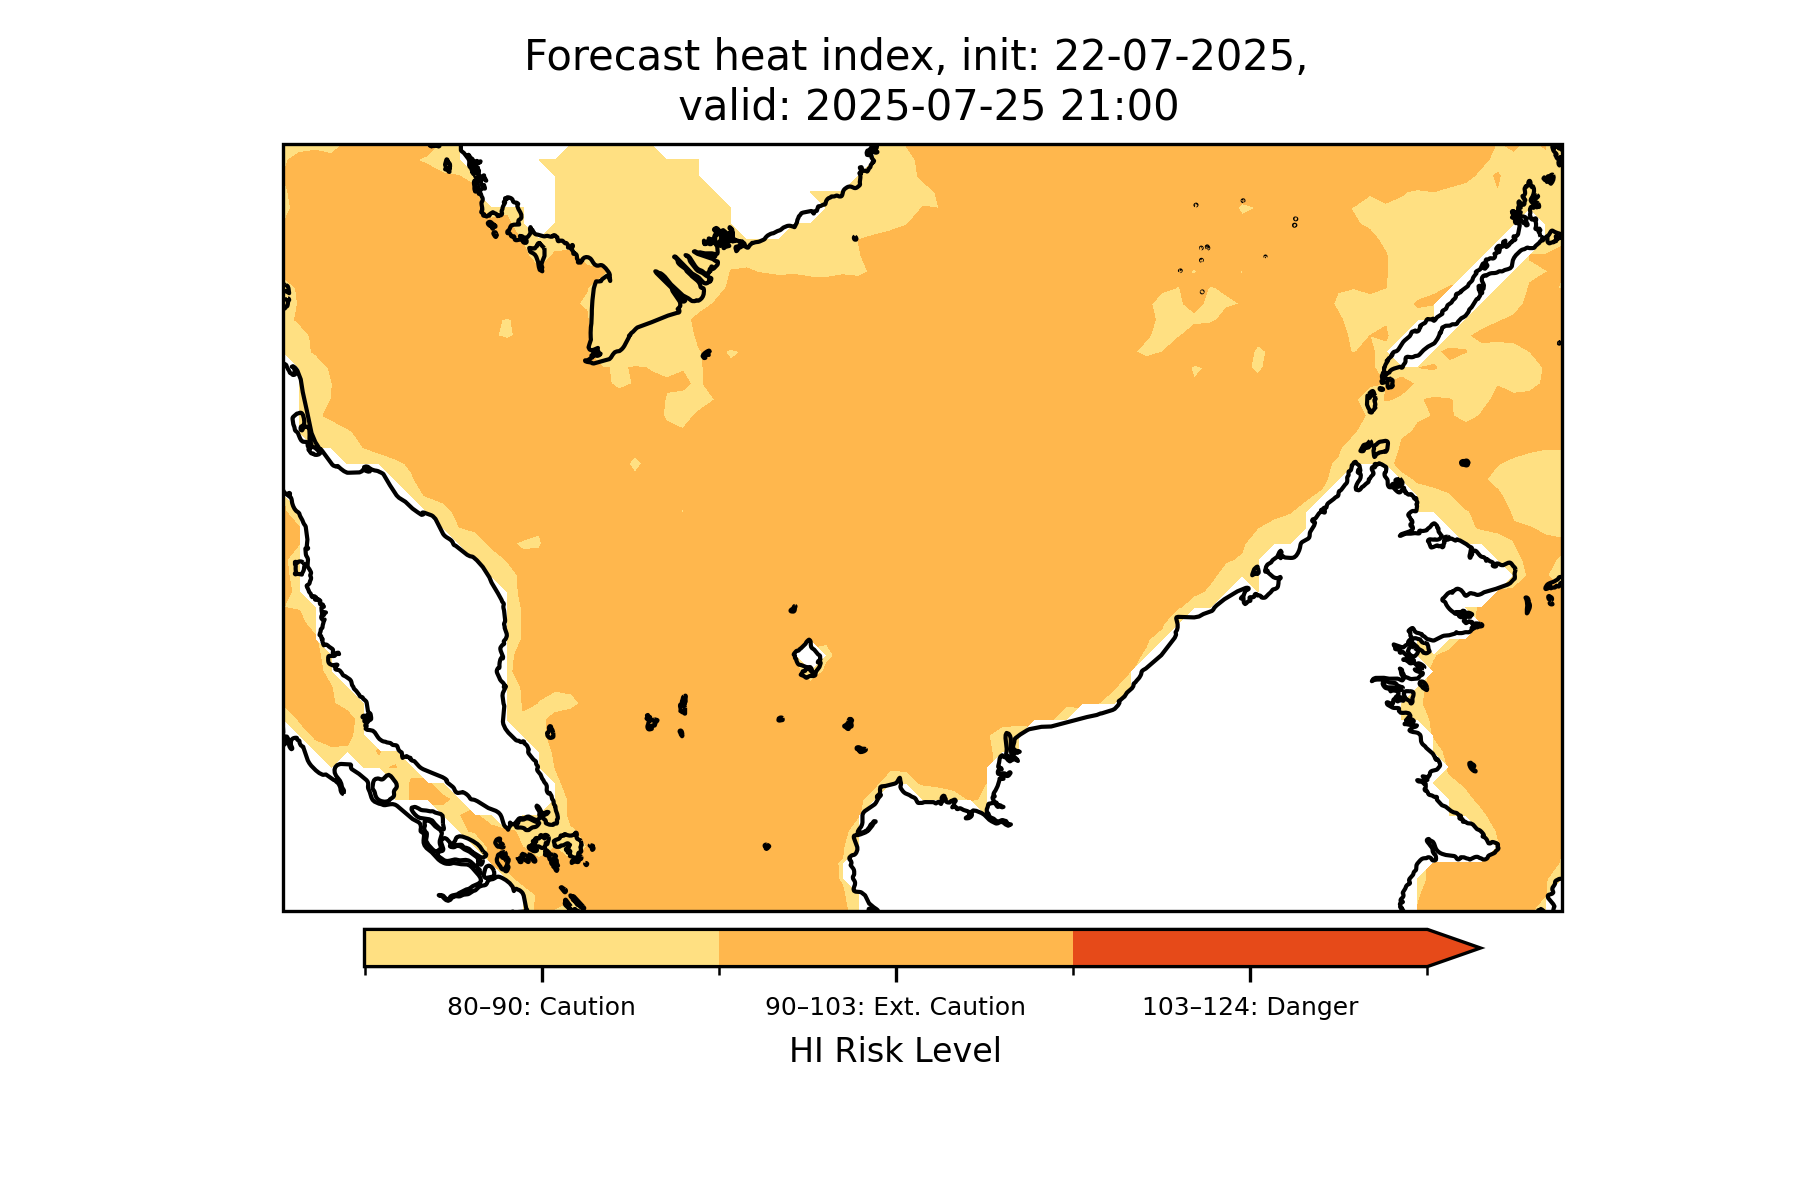 Forecast heat index, init: 22-07-2025,
valid: 2025-07-25 21:00
80–90: Caution
90–103: Ext. Caution
103–124: Danger
HI Risk Level